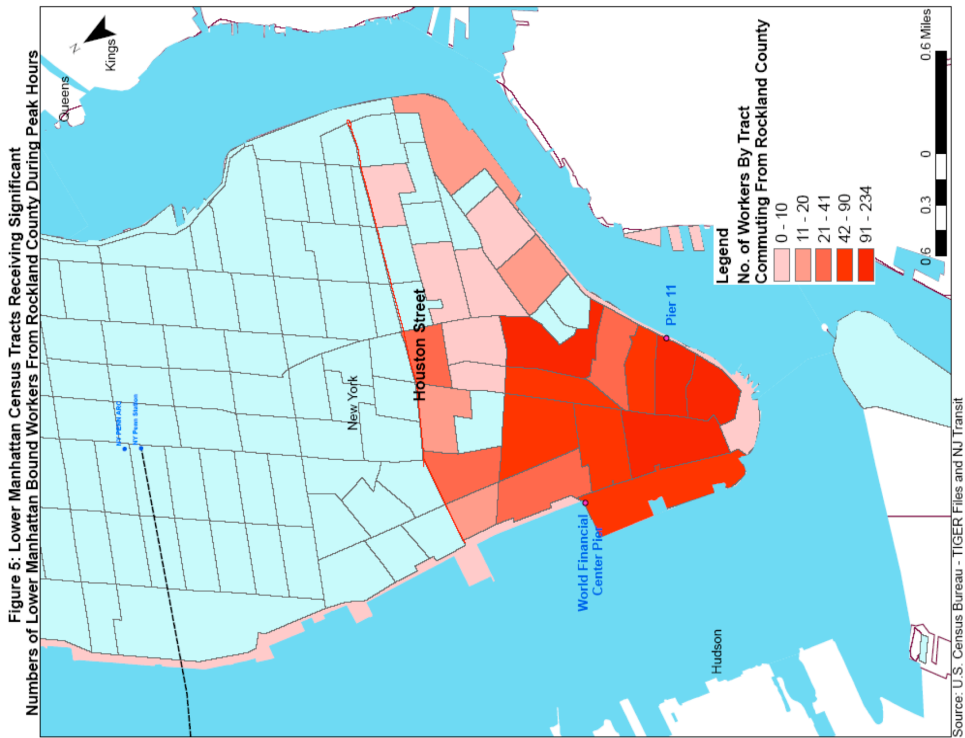 Figure 5: Lower Manhattan Census Tracts Receiving Significant
Numbers of Lower Manhattan Bound Workers From Rockland County During Peak Hours
Queens
Kings
N
NY PENN ARC
NY Penn Station
New York
Houston Street
World Financial
Center Pier
Pier 11
Hudson
Legend
No. of Workers By Tract
Commuting From Rockland County
0 - 10
11 - 20
21 - 41
42 - 90
91 - 234
0.6 0.3 0 0.6 Miles
Source: U.S. Census Bureau - TIGER Files and NJ Transit